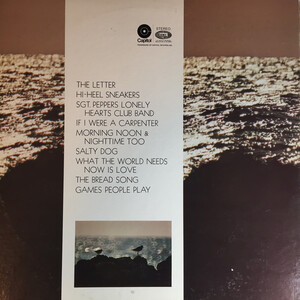 Capitol
STEREO
THE LETTER
HI-HEEL SNEAKERS
SGT. PEPPERS LONELY
HEARTS CLUB BAND
IF I WERE A CARPENTER
MORNING NOON &
NIGHTTIME TOO
SALTY DOG
WHAT THE WORLD NEEDS
NOW IS LOVE
THE BREAD SONG
GAMES PEOPLE PLAY